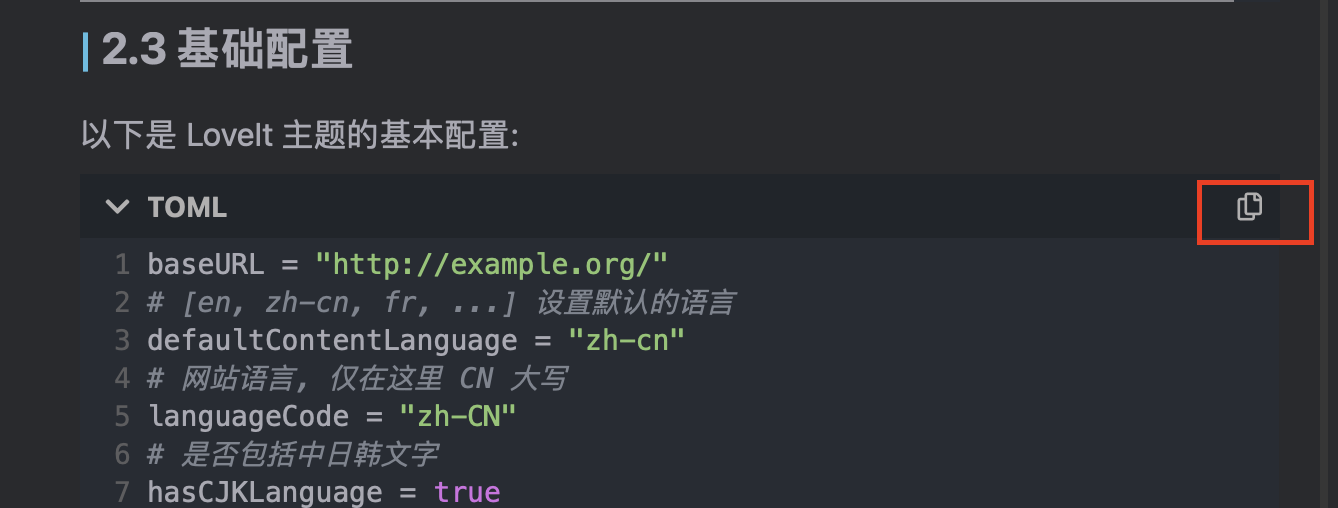 2.3 基础配置
以下是 LoveIt 主题的基本配置:
TOML
1 baseURL = "http://example.org/"
2 # [en, zh-cn, fr, ...] 设置默认的语言
3 defaultContentLanguage = "zh-cn"
4 # 网站语言, 仅在这里 CN 大写
5 languageCode = "zh-CN"
6 # 是否包括中日韩文字
7 hasCJKLanguage = true